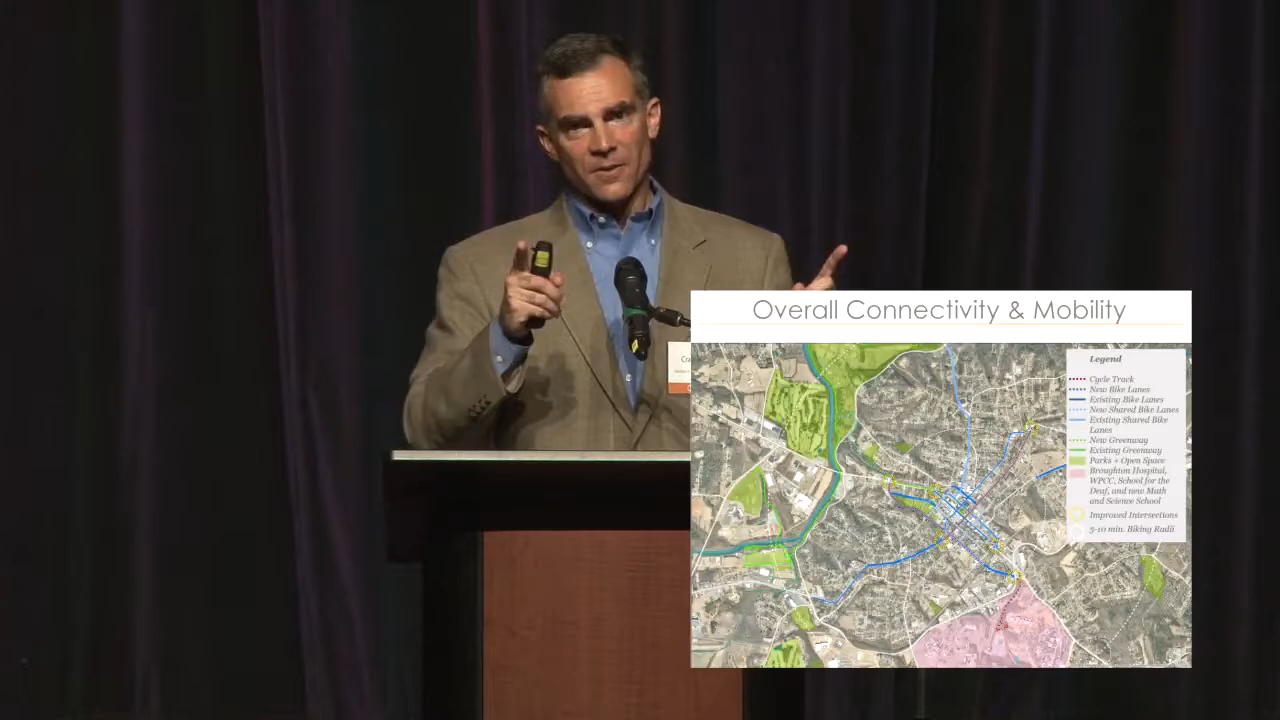 Overall Connectivity & Mobility
Legend
Cycle Track
New Bike Lanes
Existing Bike Lanes
New Shared Bike Lanes
Existing Shared Bike
Lanes
New Greenway
Existing Greenway
Parks + Open Space
Broughton Hospital,
WPCC, School for the
Deaf, and new Math
and Science School
Improved Intersections
5-10 min. Biking Radii